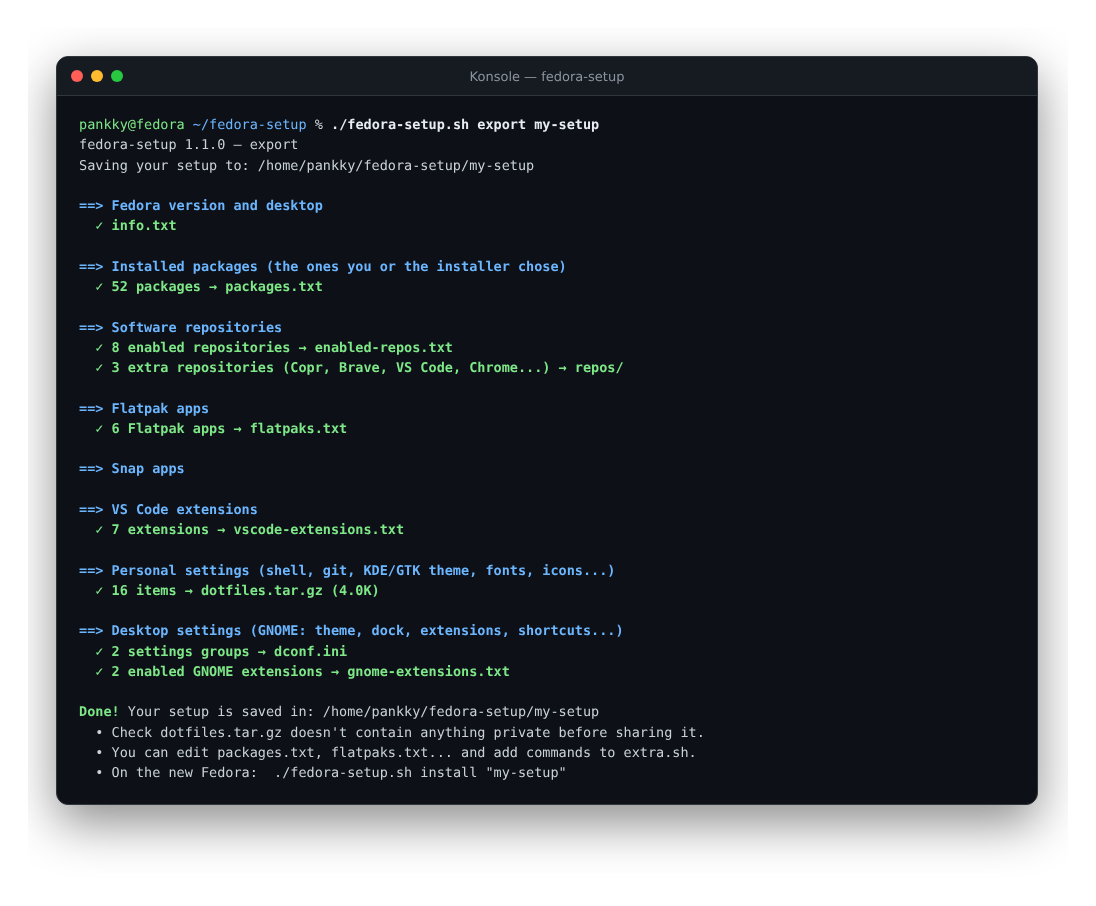 Konsole — fedora-setup
pankky@fedora ~/fedora-setup % ./fedora-setup.sh export my-setup
fedora-setup 1.1.0 — export
Saving your setup to: /home/pankky/fedora-setup/my-setup
==> Fedora version and desktop
✓ info.txt
==> Installed packages (the ones you or the installer chose)
✓ 52 packages → packages.txt
==> Software repositories
✓ 8 enabled repositories → enabled-repos.txt
✓ 3 extra repositories (Copr, Brave, VS Code, Chrome...) → repos/
==> Flatpak apps
✓ 6 Flatpak apps → flatpaks.txt
==> Snap apps
==> VS Code extensions
✓ 7 extensions → vscode-extensions.txt
==> Personal settings (shell, git, KDE/GTK theme, fonts, icons...)
✓ 16 items → dotfiles.tar.gz (4.0K)
==> Desktop settings (GNOME: theme, dock, extensions, shortcuts...)
✓ 2 settings groups → dconf.ini
✓ 2 enabled GNOME extensions → gnome-extensions.txt
Done! Your setup is saved in: /home/pankky/fedora-setup/my-setup
• Check dotfiles.tar.gz doesn't contain anything private before sharing it.
• You can edit packages.txt, flatpaks.txt... and add commands to extra.sh.
• On the new Fedora:  ./fedora-setup.sh install "my-setup"